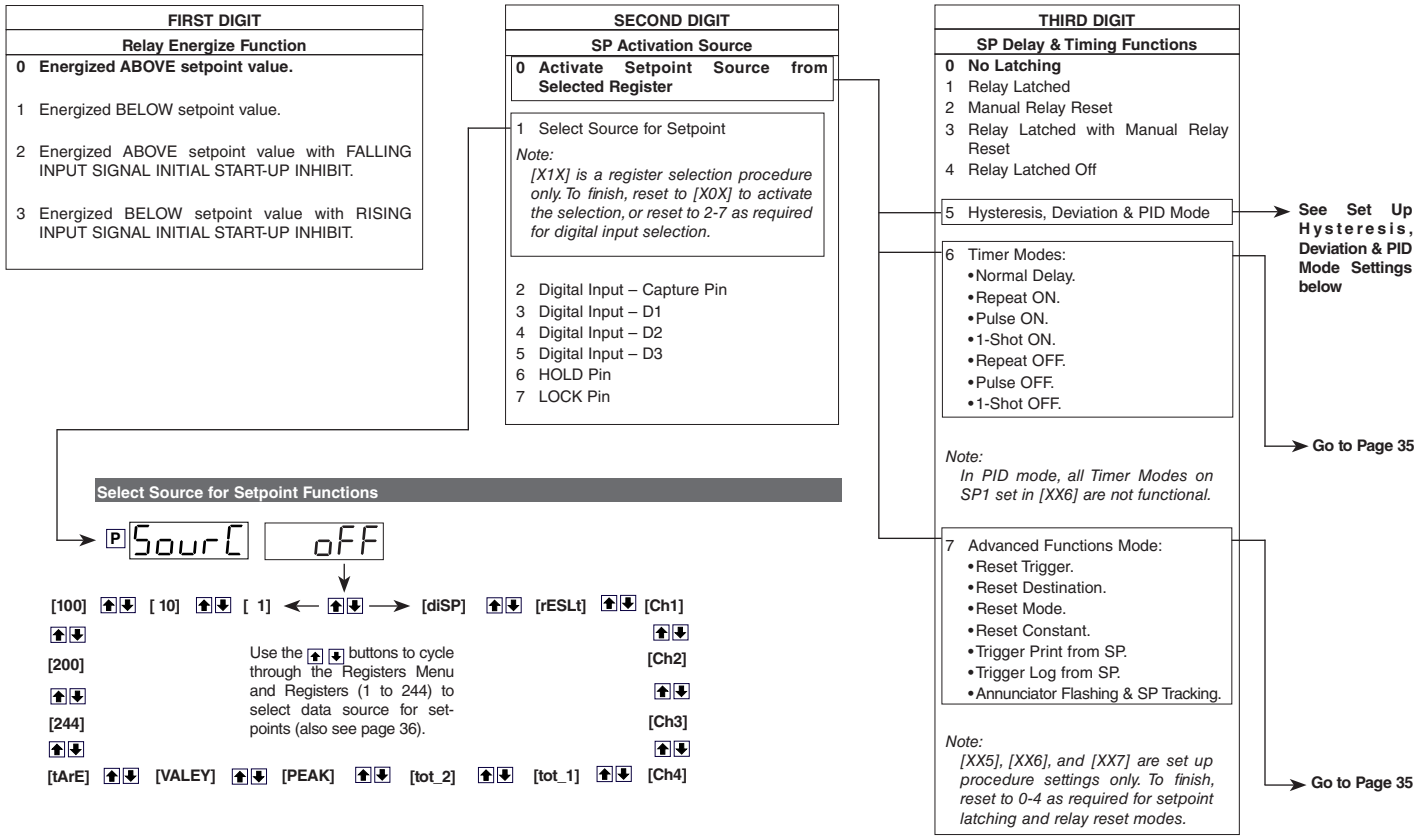 FIRST DIGIT
Relay Energize Function
0 Energized ABOVE setpoint value.
1 Energized BELOW setpoint value.
2 Energized ABOVE setpoint value with FALLING
INPUT SIGNAL INITIAL START-UP INHIBIT.
3 Energized BELOW setpoint value with RISING
INPUT SIGNAL INITIAL START-UP INHIBIT.
SECOND DIGIT
SP Activation Source
0 Activate Setpoint Source from
Selected Register
1 Select Source for Setpoint
Note:
[X1X] is a register selection procedure
only. To finish, reset to [X0X] to activate
the selection, or reset to 2-7 as required
for digital input selection.
2 Digital Input – Capture Pin
3 Digital Input – D1
4 Digital Input – D2
5 Digital Input – D3
6 HOLD Pin
7 LOCK Pin
THIRD DIGIT
SP Delay & Timing Functions
0 No Latching
1 Relay Latched
2 Manual Relay Reset
3 Relay Latched with Manual Relay
Reset
4 Relay Latched Off
5 Hysteresis, Deviation & PID Mode
See Set Up
Hysteresis,
Deviation & PID
Mode Settings
below
6 Timer Modes:
•Normal Delay.
•Repeat ON.
•Pulse ON.
•1-Shot ON.
•Repeat OFF.
•Pulse OFF.
•1-Shot OFF.
Go to Page 35
Note:
In PID mode, all Timer Modes on
SP1 set in [XX6] are not functional.
7 Advanced Functions Mode:
•Reset Trigger.
•Reset Destination.
•Reset Mode.
•Reset Constant.
•Trigger Print from SP.
•Trigger Log from SP.
•Annunciator Flashing & SP Tracking.
Go to Page 35
Note:
[XX5], [XX6], and [XX7] are set up
procedure settings only. To finish,
reset to 0-4 as required for setpoint
latching and relay reset modes.
Select Source for Setpoint Functions
P SourC oFF
[100] [ 10] [ 1] [diSP] [rESLt] [Ch1]
[200] [Ch2]
[244] [Ch3]
Use the buttons to cycle
through the Registers Menu
and Registers (1 to 244) to
select data source for set-
points (also see page 36).
[tArE] [VALEY] [PEAK] [tot_2] [tot_1] [Ch4]